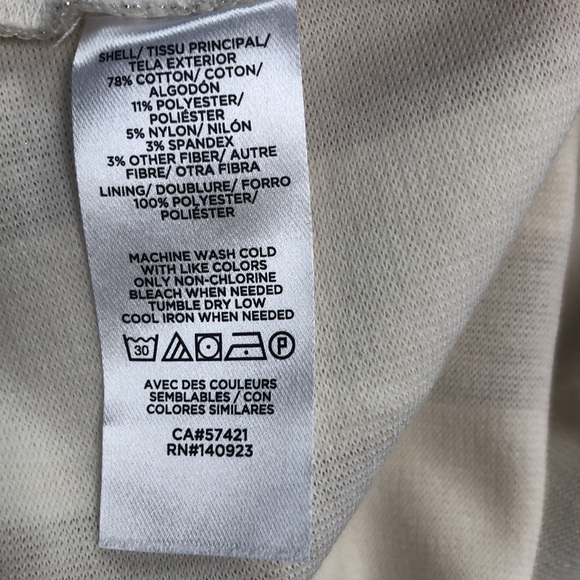 SHELL/ TISSU PRINCIPAL/
TELA EXTERIOR
78% COTTON/ COTON/
ALGODÓN
11% POLYESTER/
POLIÉSTER
5% NYLON/ NILÓN
3% SPANDEX
3% OTHER FIBER/ AUTRE
FIBRE/ OTRA FIBRA
LINING/ DOUBLURE/ FORRO
100% POLYESTER/
POLIÉSTER
MACHINE WASH COLD
WITH LIKE COLORS
ONLY NON-CHLORINE
BLEACH WHEN NEEDED
TUMBLE DRY LOW
COOL IRON WHEN NEEDED
30 P
AVEC DES COULEURS
SEMBLABLES / CON
COLORES SIMILARES
CA#57421
RN#140923